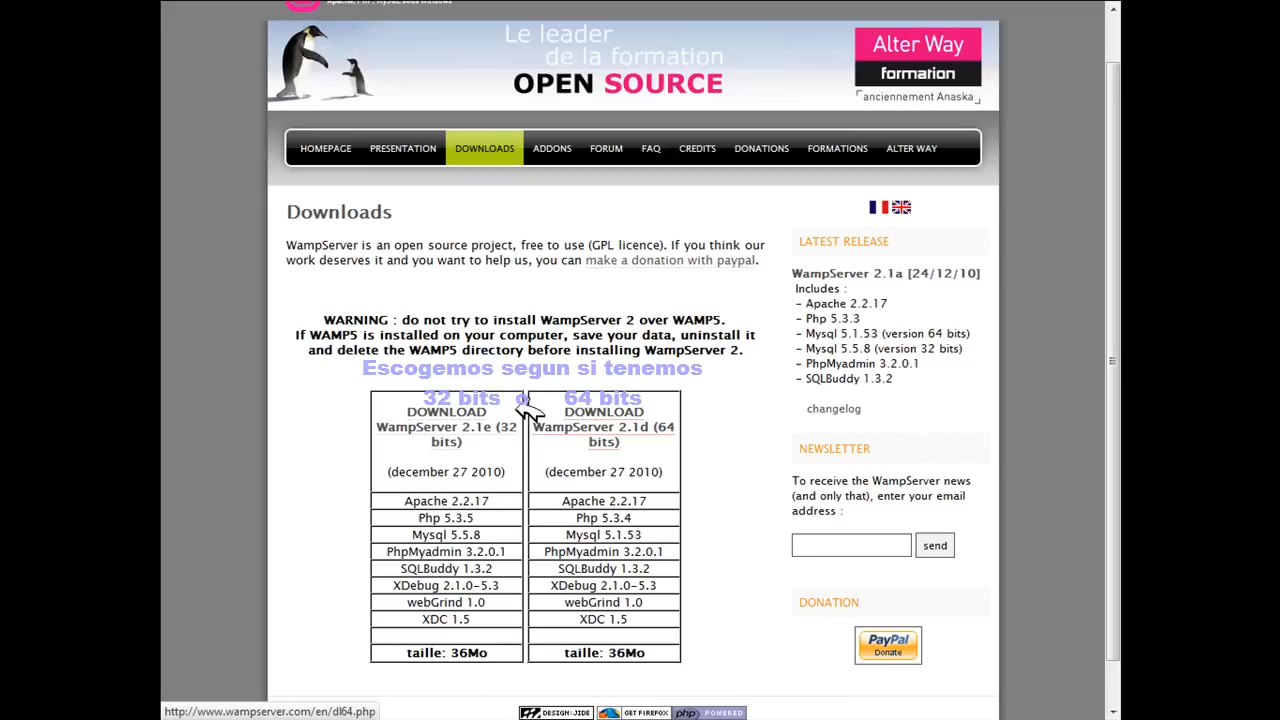 Apache, PHP, MySQL sous Windows
Le leader
de la formation
OPEN SOURCE
Alter Way
formation
anciennement Anaska
HOMEPAGE PRESENTATION DOWNLOADS ADDONS FORUM FAQ CREDITS DONATIONS FORMATIONS ALTER WAY
Downloads
WampServer is an open source project, free to use (GPL licence). If you think our
work deserves it and you want to help us, you can make a donation with paypal.
WARNING : do not try to install WampServer 2 over WAMP5.
If WAMP5 is installed on your computer, save your data, uninstall it
and delete the WAMP5 directory before installing WampServer 2.
Escogemos segun si tenemos
32 bits o 64 bits
DOWNLOAD
WampServer 2.1e (32
bits)
(december 27 2010)
Apache 2.2.17
Php 5.3.5
Mysql 5.5.8
PhpMyadmin 3.2.0.1
SQLBuddy 1.3.2
XDebug 2.1.0-5.3
webGrind 1.0
XDC 1.5
taille: 36Mo
DOWNLOAD
WampServer 2.1d (64
bits)
(december 27 2010)
Apache 2.2.17
Php 5.3.4
Mysql 5.1.53
PhpMyadmin 3.2.0.1
SQLBuddy 1.3.2
XDebug 2.1.0-5.3
webGrind 1.0
XDC 1.5
taille: 36Mo
LATEST RELEASE
WampServer 2.1a [24/12/10]
Includes :
- Apache 2.2.17
- Php 5.3.3
- Mysql 5.1.53 (version 64 bits)
- Mysql 5.5.8 (version 32 bits)
- PhpMyadmin 3.2.0.1
- SQLBuddy 1.3.2
changelog
NEWSLETTER
To receive the WampServer news
(and only that), enter your email
address :
send
DONATION
PayPal
Donate
http://www.wampserver.com/en/dl64.php
DESIGN:JIDE GET FIREFOX php POWERED